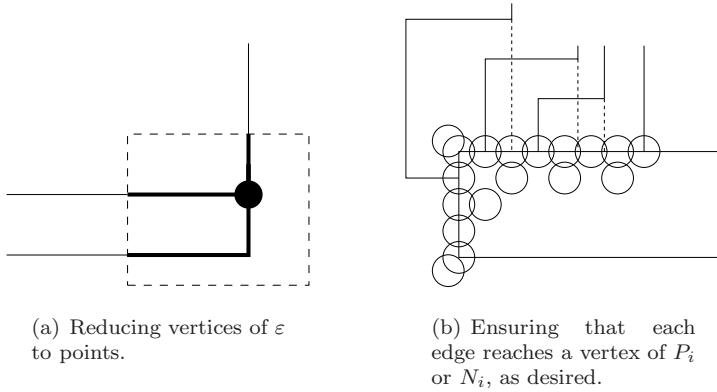 (a) Reducing vertices of ε
to points.
(b) Ensuring that each
edge reaches a vertex of P_i
or N_i, as desired.